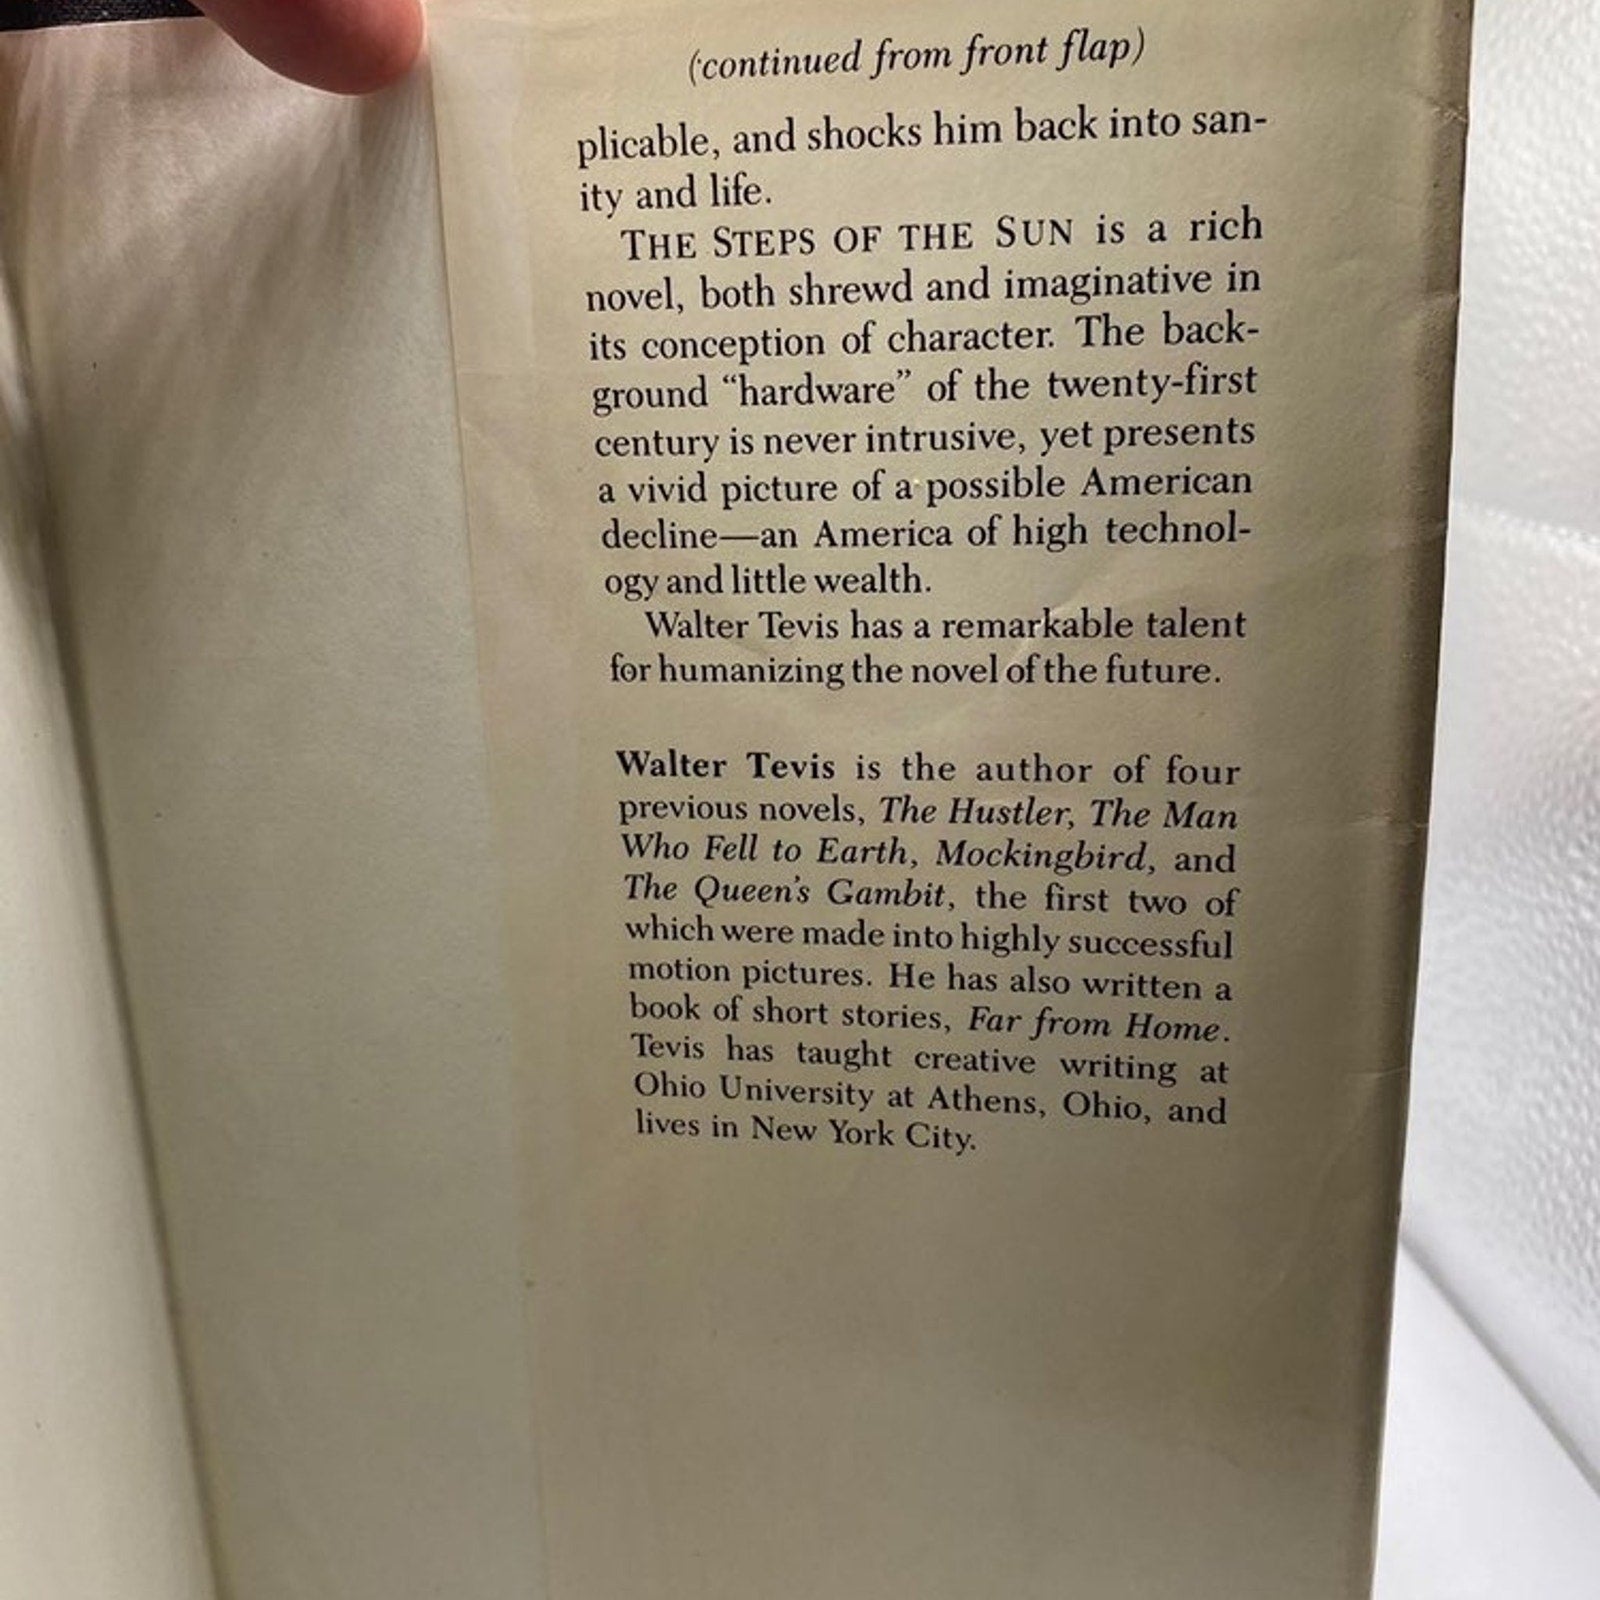 (continued from front flap)
plicable, and shocks him back into san-
ity and life.
THE STEPS OF THE SUN is a rich
novel, both shrewd and imaginative in
its conception of character. The back-
ground “hardware” of the twenty-first
century is never intrusive, yet presents
a vivid picture of a possible American
decline—an America of high technol-
ogy and little wealth.
Walter Tevis has a remarkable talent
for humanizing the novel of the future.
Walter Tevis is the author of four
previous novels, The Hustler, The Man
Who Fell to Earth, Mockingbird, and
The Queen's Gambit, the first two of
which were made into highly successful
motion pictures. He has also written a
book of short stories, Far from Home.
Tevis has taught creative writing at
Ohio University at Athens, Ohio, and
lives in New York City.